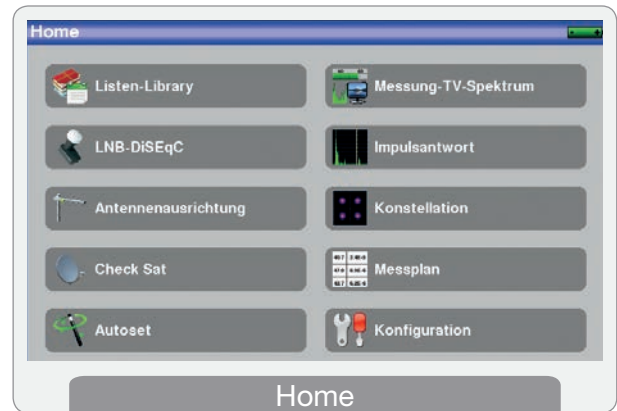 Home
Listen-Library
Messung-TV-Spektrum
LNB-DiSEqC
Impulsantwort
Antennenausrichtung
Konstellation
Check Sat
Messplan
Autoset
Konfiguration
Home